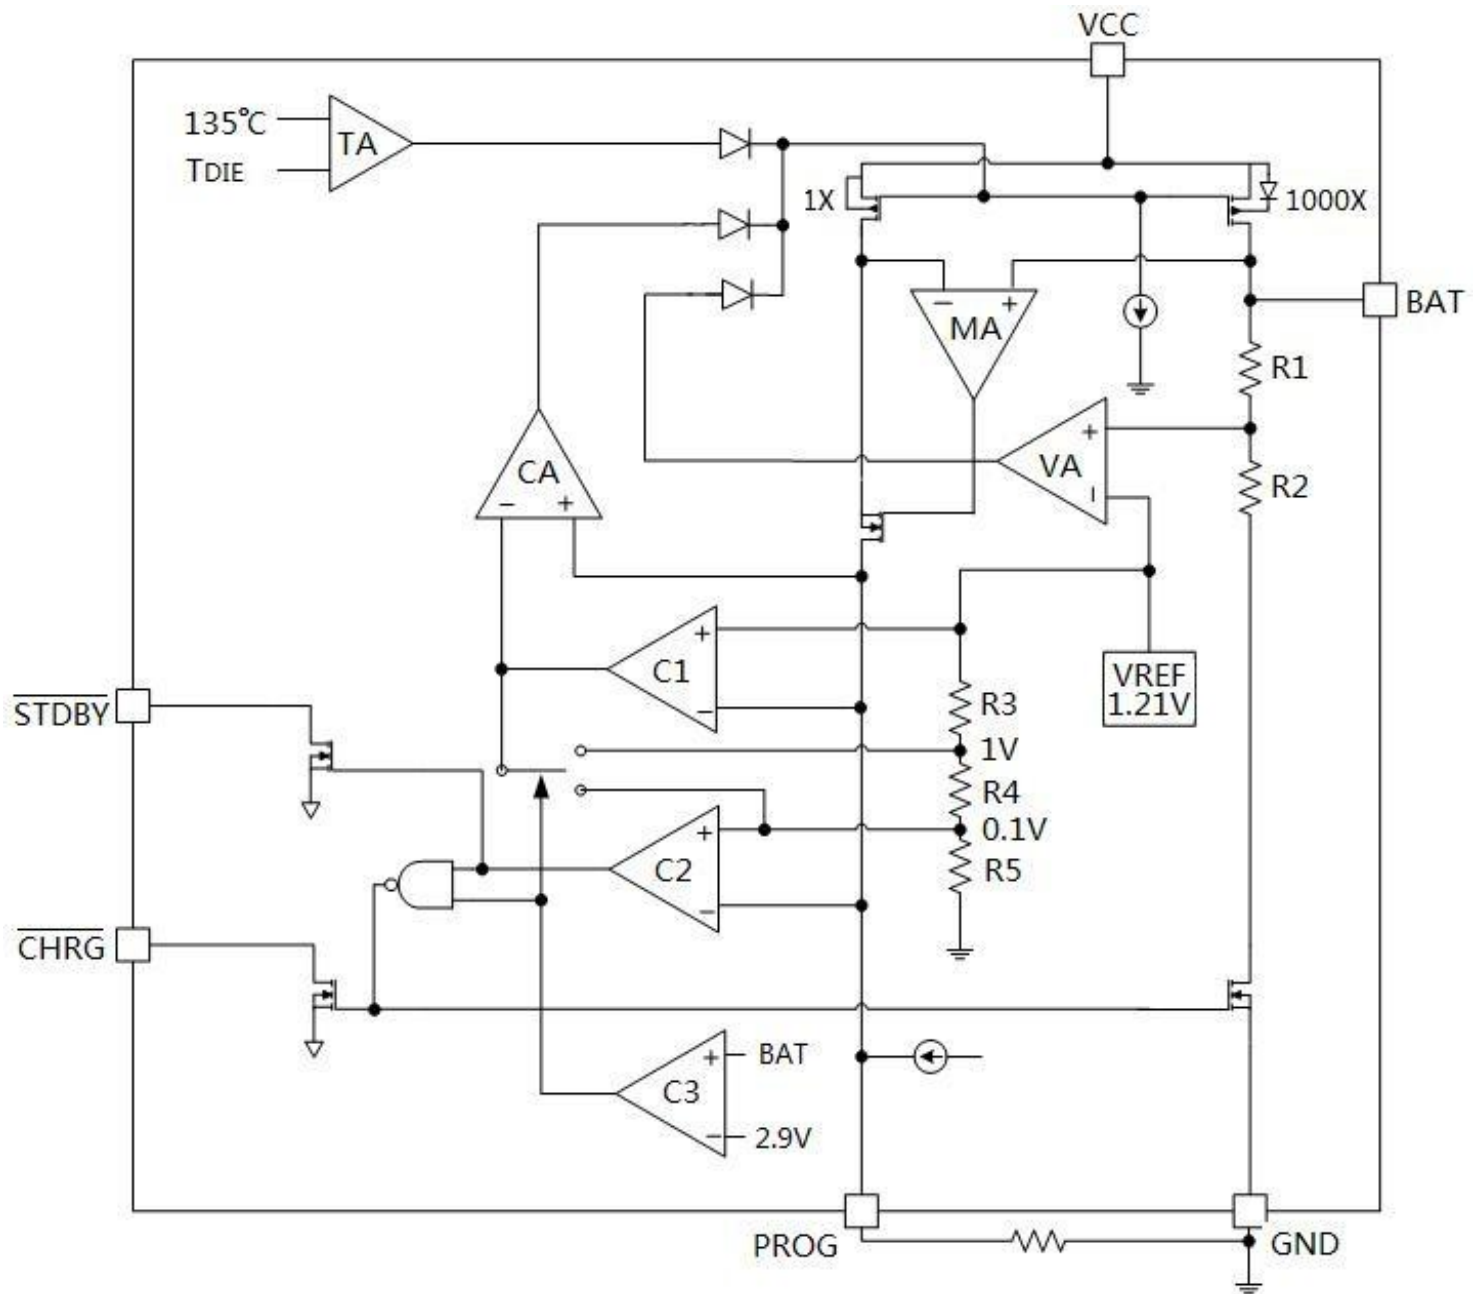 VCC
135°C
TA
TDIE
1X
1000X
− +
MA
BAT
R1
+
VA
−
CA
− +
R2
+
C1
−
VREF
1.21V
STDBY
R3
1V
R4
0.1V
+
C2
−
R5
CHRG
+
BAT
C3
−
2.9V
PROG
GND